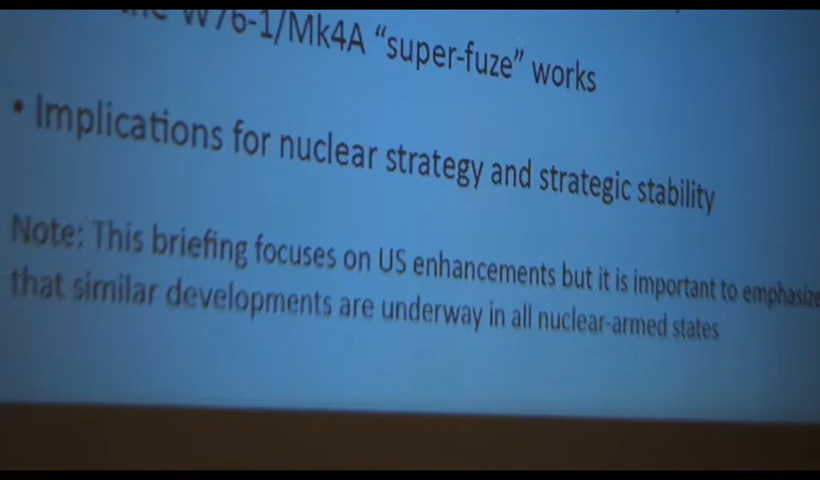 the W76-1/Mk4A “super-fuze” works
• Implications for nuclear strategy and strategic stability
Note: This briefing focuses on US enhancements but it is important to emphasize
that similar developments are underway in all nuclear-armed states